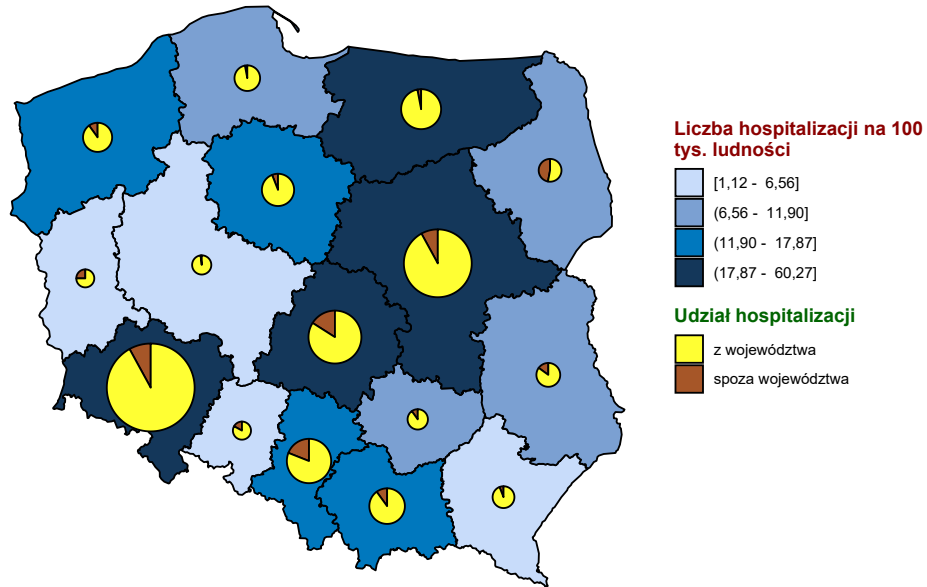 Liczba hospitalizacji na 100
tys. ludności
[1,12 - 6,56]
(6,56 - 11,90]
(11,90 - 17,87]
(17,87 - 60,27]
Udział hospitalizacji
z województwa
spoza województwa